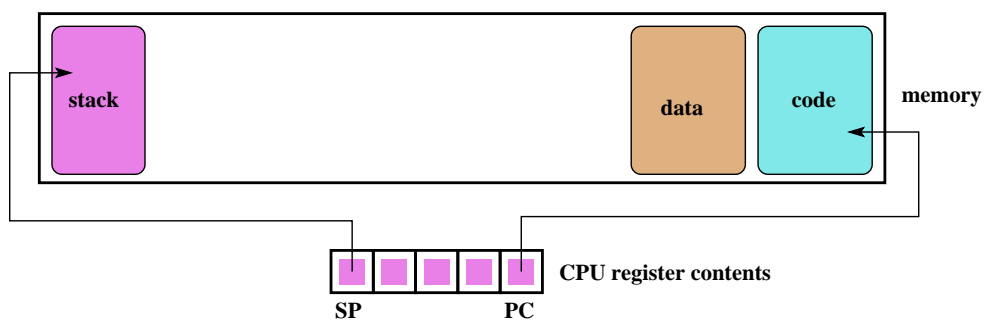 stack
data
code
memory
CPU register contents
SP
PC